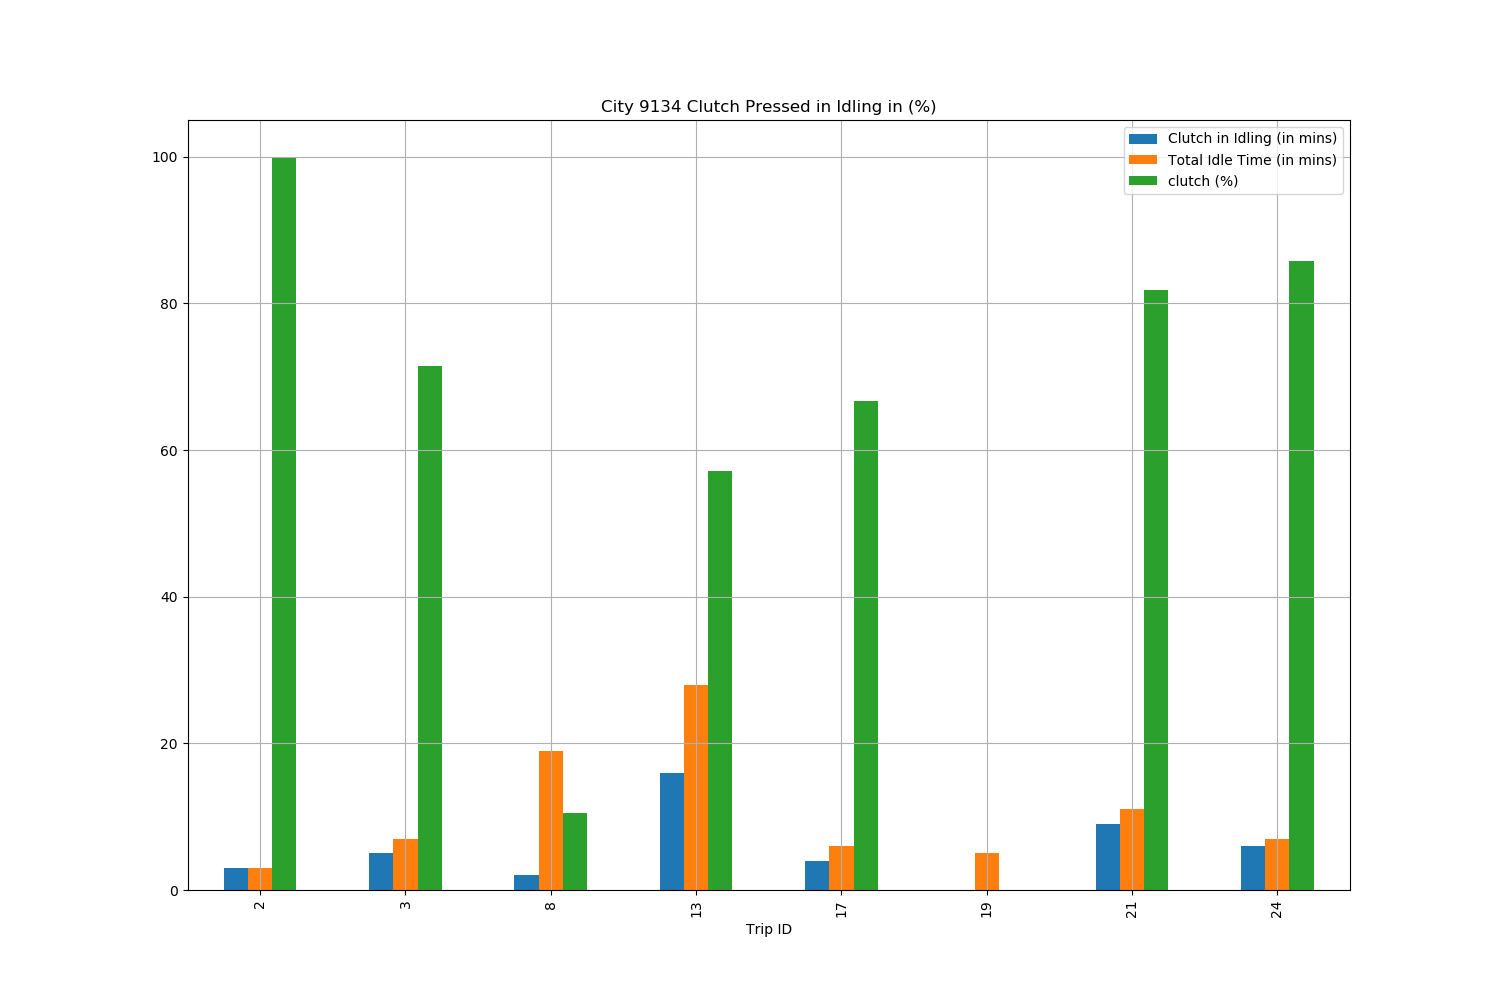 City 9134 Clutch Pressed in Idling in (%)
Clutch in Idling (in mins)
Total Idle Time (in mins)
clutch (%)
100
80
60
40
20
0
2 3 8 13 17 19 21 24
Trip ID